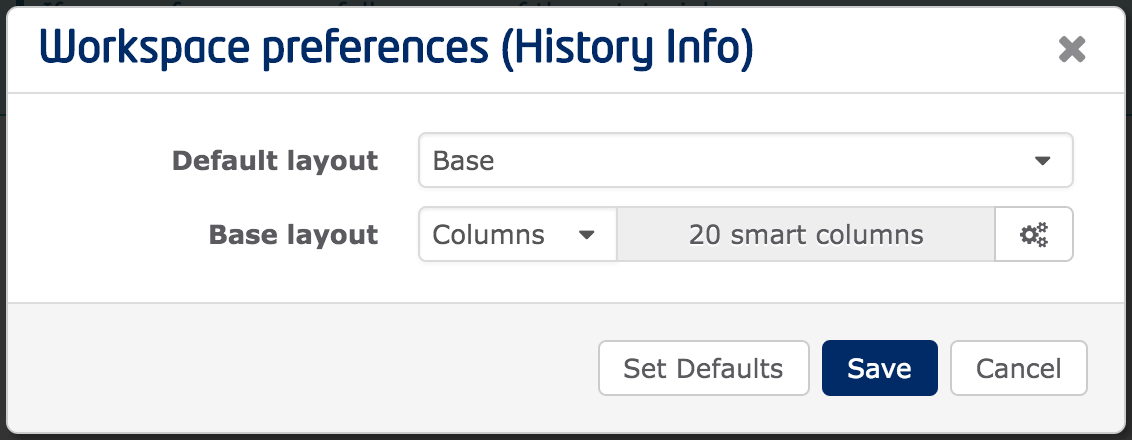 Workspace preferences (History Info)
Default layout Base
Base layout Columns 20 smart columns
Set Defaults Save Cancel